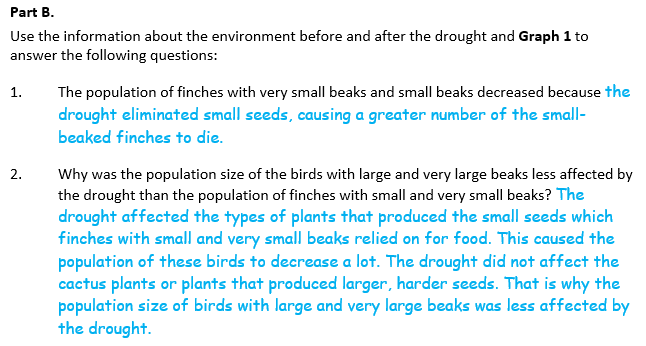 Part B.
Use the information about the environment before and after the drought and Graph 1 to
answer the following questions:
1. The population of finches with very small beaks and small beaks decreased because the
drought eliminated small seeds, causing a greater number of the small-
beaked finches to die.
2. Why was the population size of the birds with large and very large beaks less affected by
the drought than the population of finches with small and very small beaks? The
drought affected the types of plants that produced the small seeds which
finches with small and very small beaks relied on for food. This caused the
population of these birds to decrease a lot. The drought did not affect the
cactus plants or plants that produced larger, harder seeds. That is why the
population size of birds with large and very large beaks was less affected by
the drought.